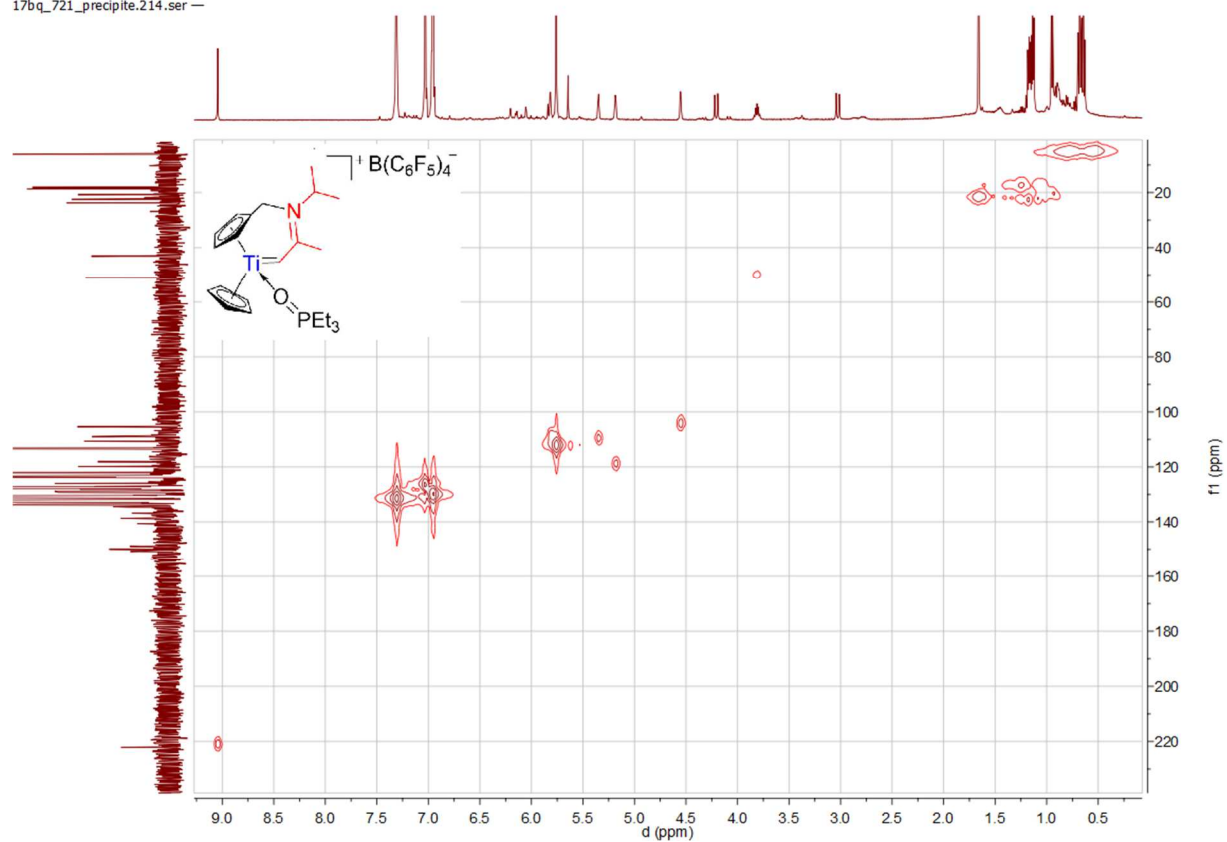 17bq_721_precipite.214.ser —
+ B(C₆F₅)₄⁻
N
Ti
O
PEt₃
20
40
60
80
100
120
140
160
180
200
220
f1 (ppm)
9.0 8.5 8.0 7.5 7.0 6.5 6.0 5.5 5.0 4.5 4.0 3.5 3.0 2.5 2.0 1.5 1.0 0.5
d (ppm)